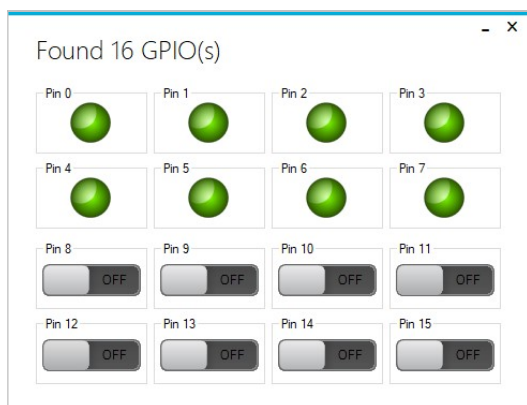 Found 16 GPIO(s)
Pin 0 Pin 1 Pin 2 Pin 3
Pin 4 Pin 5 Pin 6 Pin 7
Pin 8 Pin 9 Pin 10 Pin 11
OFF OFF OFF OFF
Pin 12 Pin 13 Pin 14 Pin 15
OFF OFF OFF OFF